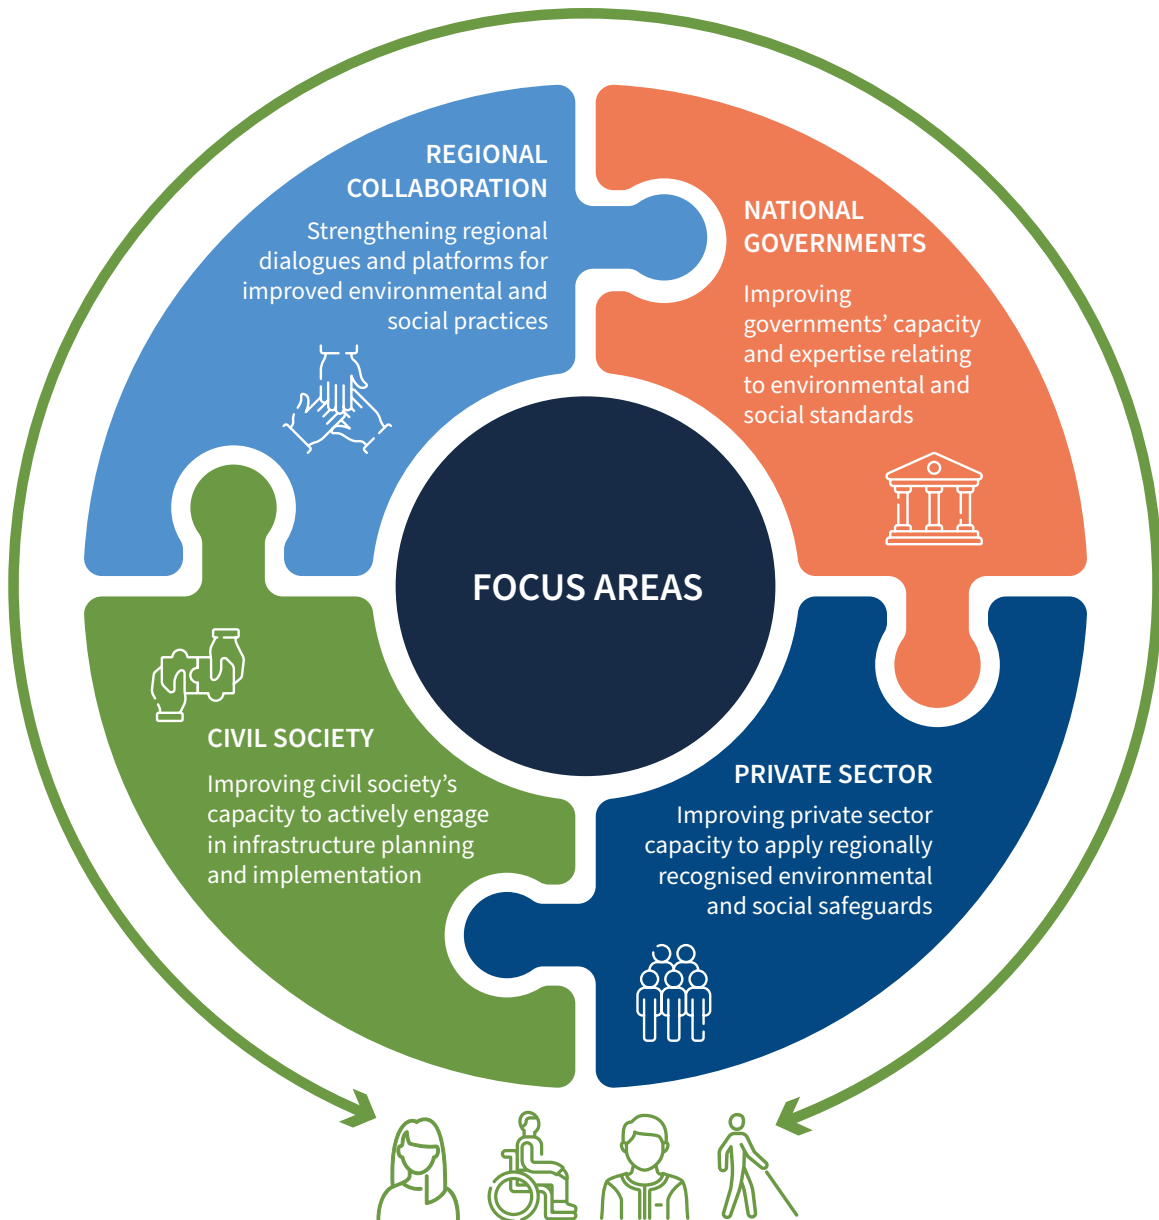 REGIONAL
COLLABORATION
Strengthening regional
dialogues and platforms for
improved environmental and
social practices
NATIONAL
GOVERNMENTS
Improving
governments’ capacity
and expertise relating
to environmental and
social standards
FOCUS AREAS
CIVIL SOCIETY
Improving civil society’s
capacity to actively engage
in infrastructure planning
and implementation
PRIVATE SECTOR
Improving private sector
capacity to apply regionally
recognised environmental
and social safeguards